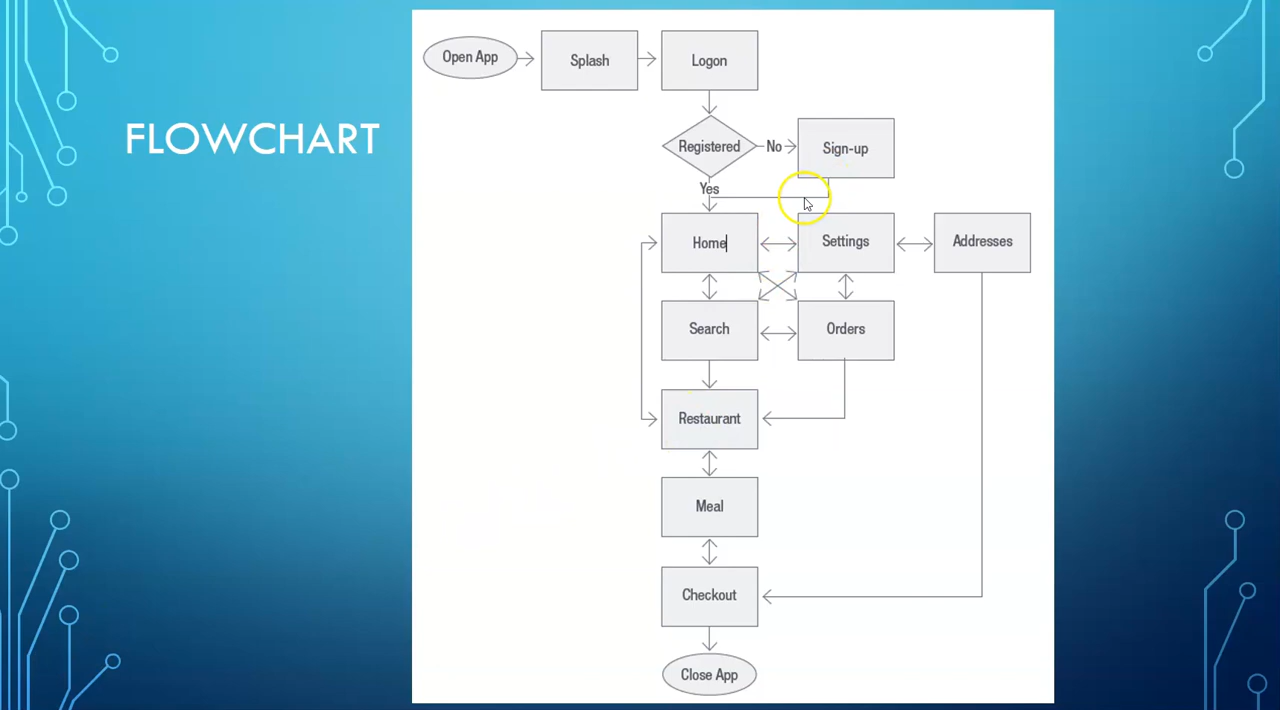 FLOWCHART
Open App
Splash
Logon
Registered
No
Sign-up
Yes
Home
Settings
Addresses
Search
Orders
Restaurant
Meal
Checkout
Close App